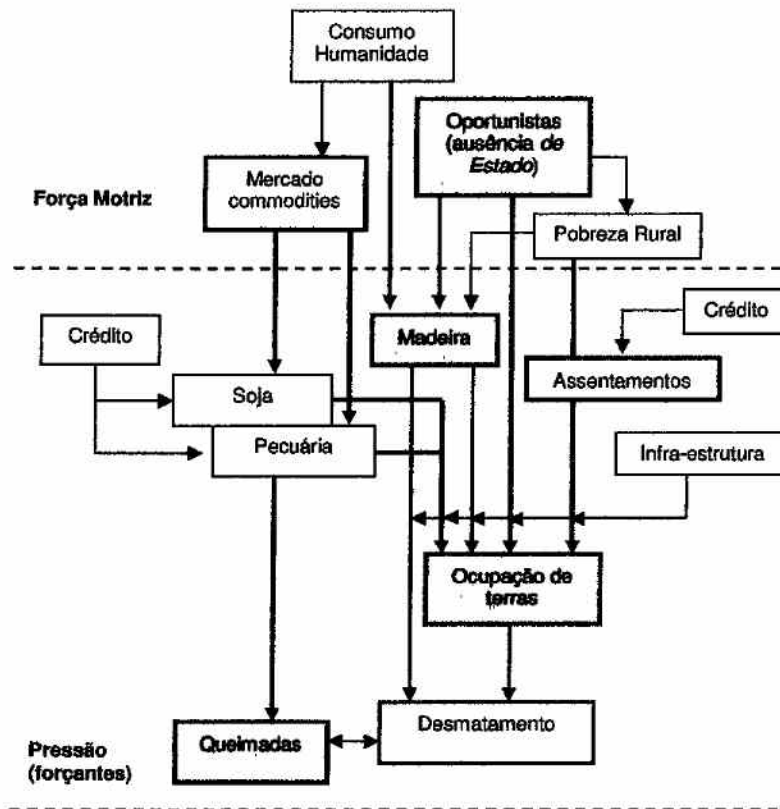 Consumo
Humanidade
Oportunistas
(ausência de
Estado)
Mercado
commodities
Força Motriz
Pobreza Rural
Crédito
Madeira
Crédito
Assentamentos
Soja
Pecuária
Infra-estrutura
Ocupação de
terras
Desmatamento
Queimadas
Pressão
(forçantes)